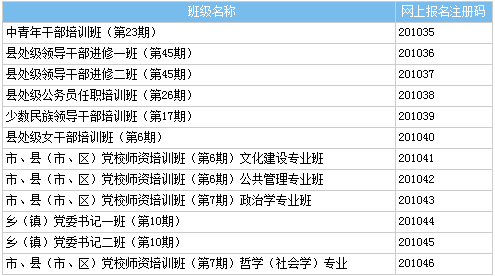 班级名称 网上报名注册码
中青年干部培训班（第23期） 201035
县处级领导干部进修一班（第45期） 201036
县处级领导干部进修二班（第45期） 201037
县处级公务员任职培训班（第26期） 201038
少数民族领导干部培训班（第17期） 201039
县处级女干部培训班（第6期） 201040
市、县（市、区）党校师资培训班（第6期）文化建设专业班 201041
市、县（市、区）党校师资培训班（第6期）公共管理专业班 201042
市、县（市、区）党校师资培训班（第7期）政治学专业班 201043
乡（镇）党委书记一班（第10期） 201044
乡（镇）党委书记二班（第10期） 201045
市、县（市、区）党校师资培训班（第7期）哲学（社会学）专业 201046